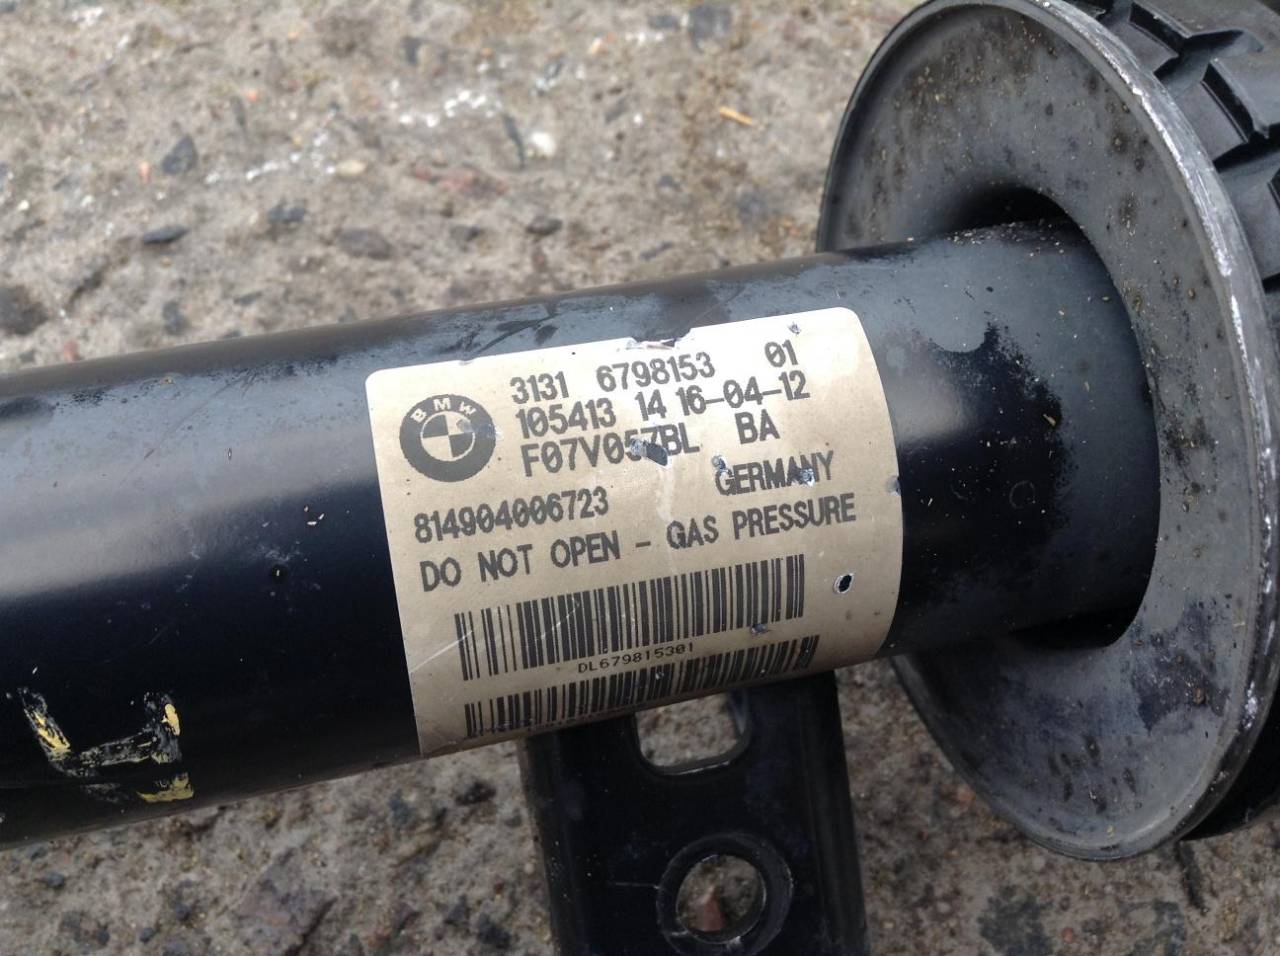 BMW
3131 6798153 01
105413 14 16-04-12
F07V057BL BA
GERMANY
814904006723
DO NOT OPEN - GAS PRESSURE
DL679815301